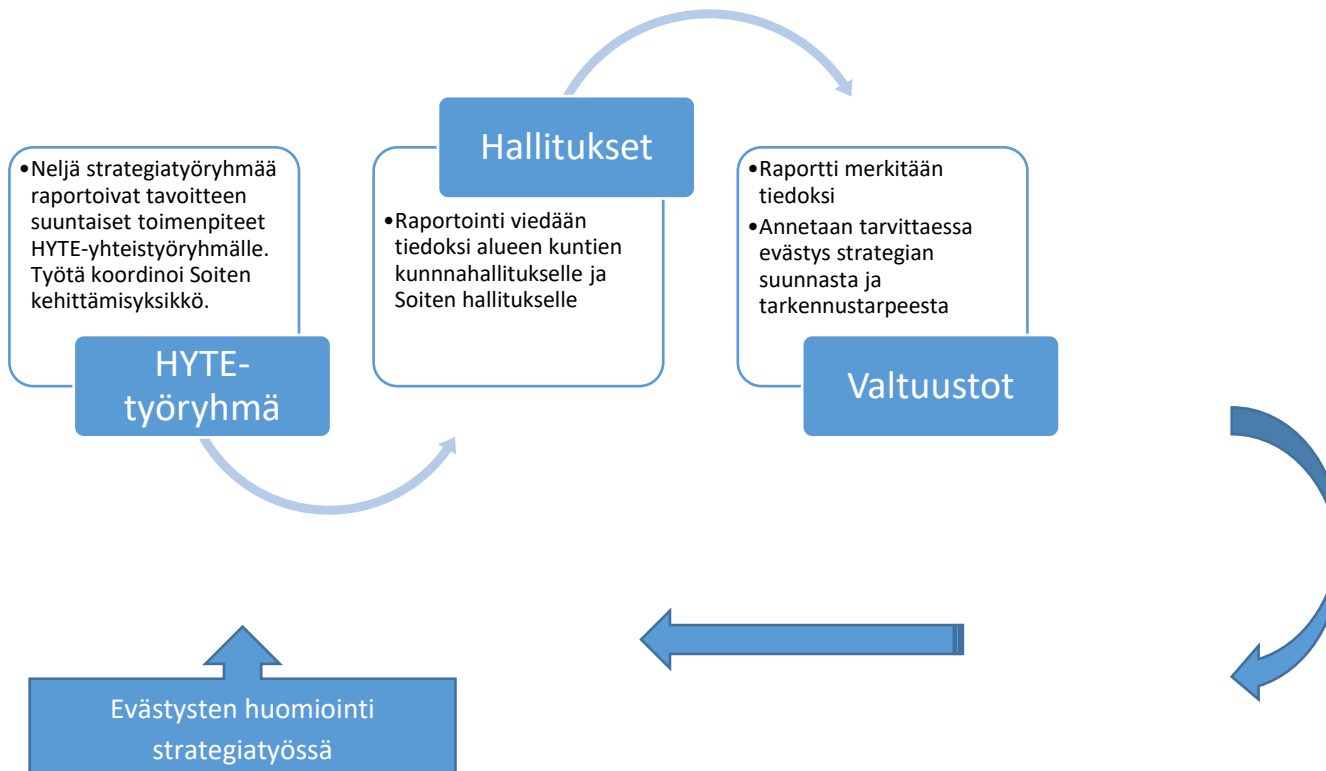 •Neljä strategiatyöryhmää
raportoivat tavoitteen
suuntaiset toimenpiteet
HYTE-yhteistyöryhmälle.
Työtä koordinoi Soiten
kehittämisyksikkö.
HYTE-
työryhmä
Hallitukset
•Raportointi viedään
tiedoksi alueen kuntien
kunnnahallitukselle ja
Soiten hallitukselle
•Raportti merkitään
tiedoksi
•Annetaan tarvittaessa
evästys strategian
suunnasta ja
tarkennustarpeesta
Valtuustot
Evästysten huomiointi
strategiatyössä